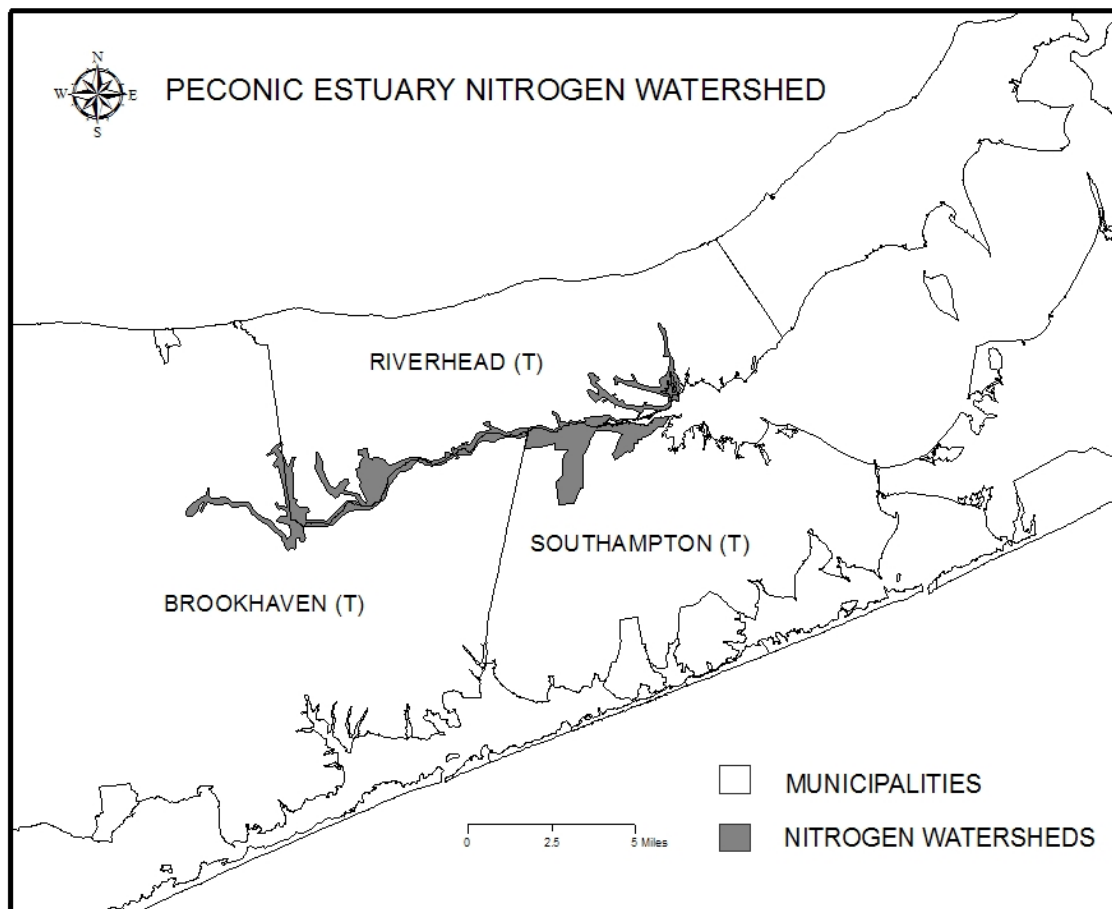 N
W E
S
PECONIC ESTUARY NITROGEN WATERSHED
RIVERHEAD (T)
SOUTHAMPTON (T)
BROOKHAVEN (T)
MUNICIPALITIES
NITROGEN WATERSHEDS
0 2.5 5 Miles